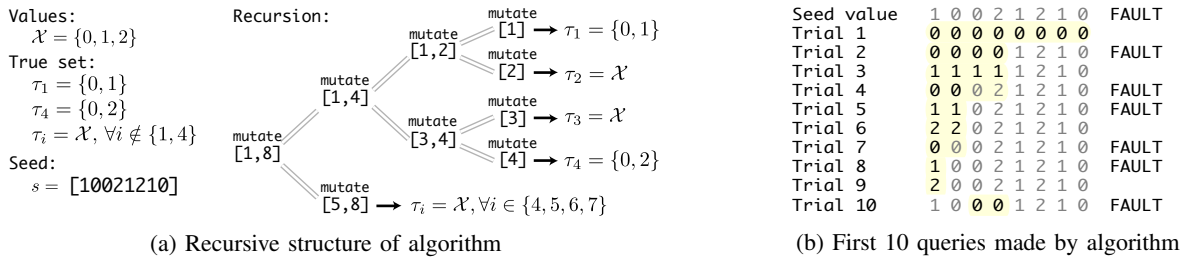 Values:
𝒳 = {0, 1, 2}
True set:
τ₁ = {0, 1}
τ₄ = {0, 2}
τᵢ = 𝒳, ∀i ∉ {1, 4}
Seed:
s = [10021210]
Recursion:
mutate
[1,8]
mutate
[1,4]
mutate
[5,8] → τᵢ = 𝒳, ∀i ∈ {4, 5, 6, 7}
mutate
[1,2]
mutate
[3,4]
mutate
[1] → τ₁ = {0, 1}
mutate
[2] → τ₂ = 𝒳
mutate
[3] → τ₃ = 𝒳
mutate
[4] → τ₄ = {0, 2}
(a) Recursive structure of algorithm
Seed value 1 0 0 2 1 2 1 0 FAULT
Trial 1 0 0 0 0 0 0 0 0
Trial 2 0 0 0 0 1 2 1 0 FAULT
Trial 3 1 1 1 1 1 2 1 0
Trial 4 0 0 0 2 1 2 1 0 FAULT
Trial 5 1 1 0 2 1 2 1 0 FAULT
Trial 6 2 2 0 2 1 2 1 0
Trial 7 0 0 0 2 1 2 1 0 FAULT
Trial 8 1 0 0 2 1 2 1 0 FAULT
Trial 9 2 0 0 2 1 2 1 0
Trial 10 1 0 0 0 1 2 1 0 FAULT
(b) First 10 queries made by algorithm